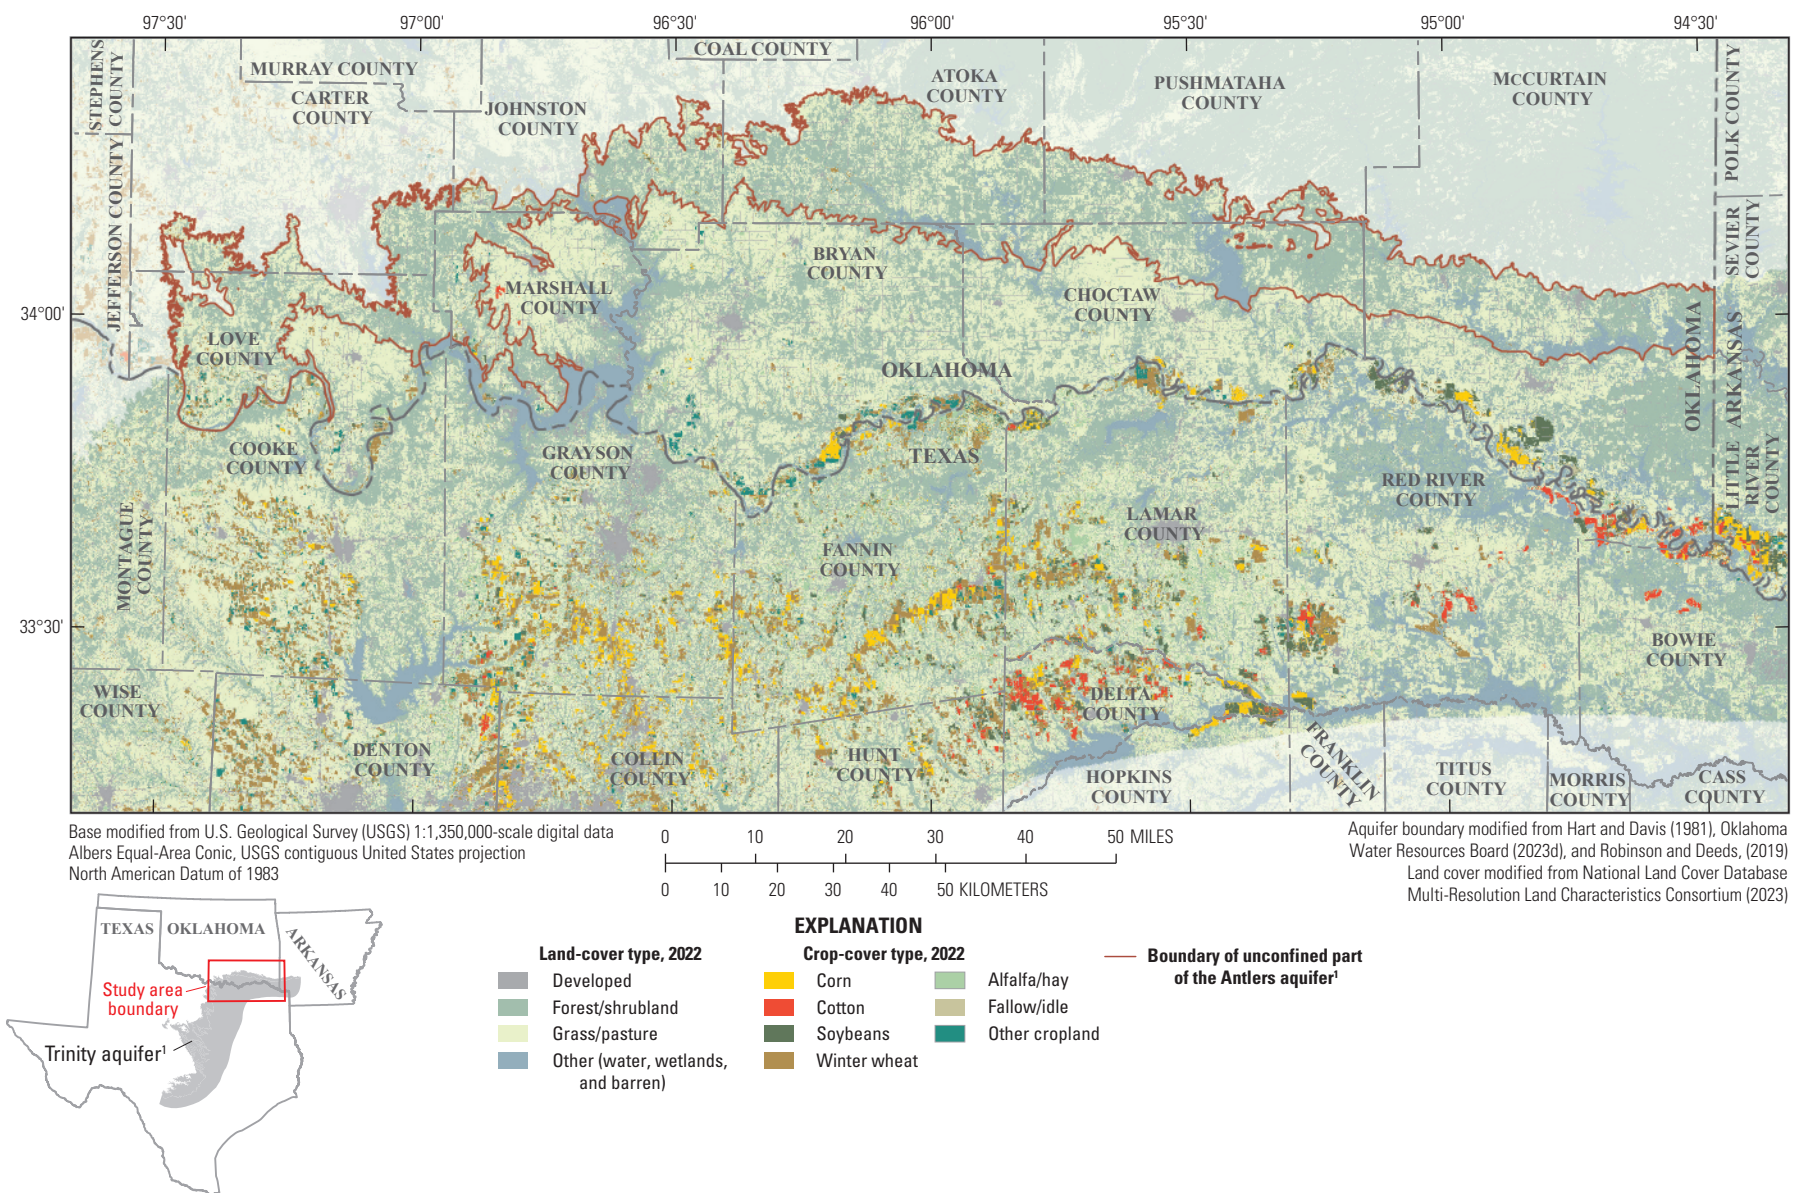 97°30'
97°00'
96°30'
96°00'
95°30'
95°00'
94°30'
34°00'
33°30'
STEPHENS
COUNTY
MURRAY COUNTY
CARTER
COUNTY
JOHNSTON
COUNTY
COAL COUNTY
ATOKA
COUNTY
PUSHMATAHA
COUNTY
McCURTAIN
COUNTY
POLK COUNTY
JEFFERSON COUNTY
SEVIER
COUNTY
LOVE
COUNTY
MARSHALL
COUNTY
BRYAN
COUNTY
CHOCTAW
COUNTY
OKLAHOMA
TEXAS
OKLAHOMA
ARKANSAS
LITTLE
RIVER
COUNTY
COOKE
COUNTY
GRAYSON
COUNTY
MONTAGUE
COUNTY
FANNIN
COUNTY
LAMAR
COUNTY
RED RIVER
COUNTY
BOWIE
COUNTY
WISE
COUNTY
DENTON
COUNTY
COLLIN
COUNTY
HUNT
COUNTY
DELTA
COUNTY
HOPKINS
COUNTY
FRANKLIN
COUNTY
TITUS
COUNTY
MORRIS
COUNTY
CASS
COUNTY
Base modified from U.S. Geological Survey (USGS) 1:1,350,000-scale digital data
Albers Equal-Area Conic, USGS contiguous United States projection
North American Datum of 1983
0 10 20 30 40 50 MILES
0 10 20 30 40 50 KILOMETERS
Aquifer boundary modified from Hart and Davis (1981), Oklahoma
Water Resources Board (2023d), and Robinson and Deeds, (2019)
Land cover modified from National Land Cover Database
Multi-Resolution Land Characteristics Consortium (2023)
TEXAS
OKLAHOMA
ARKANSAS
Study area
boundary
Trinity aquifer¹
EXPLANATION
Land-cover type, 2022
Developed
Forest/shrubland
Grass/pasture
Other (water, wetlands,
and barren)
Crop-cover type, 2022
Corn
Cotton
Soybeans
Winter wheat
Alfalfa/hay
Fallow/idle
Other cropland
Boundary of unconfined part
of the Antlers aquifer¹